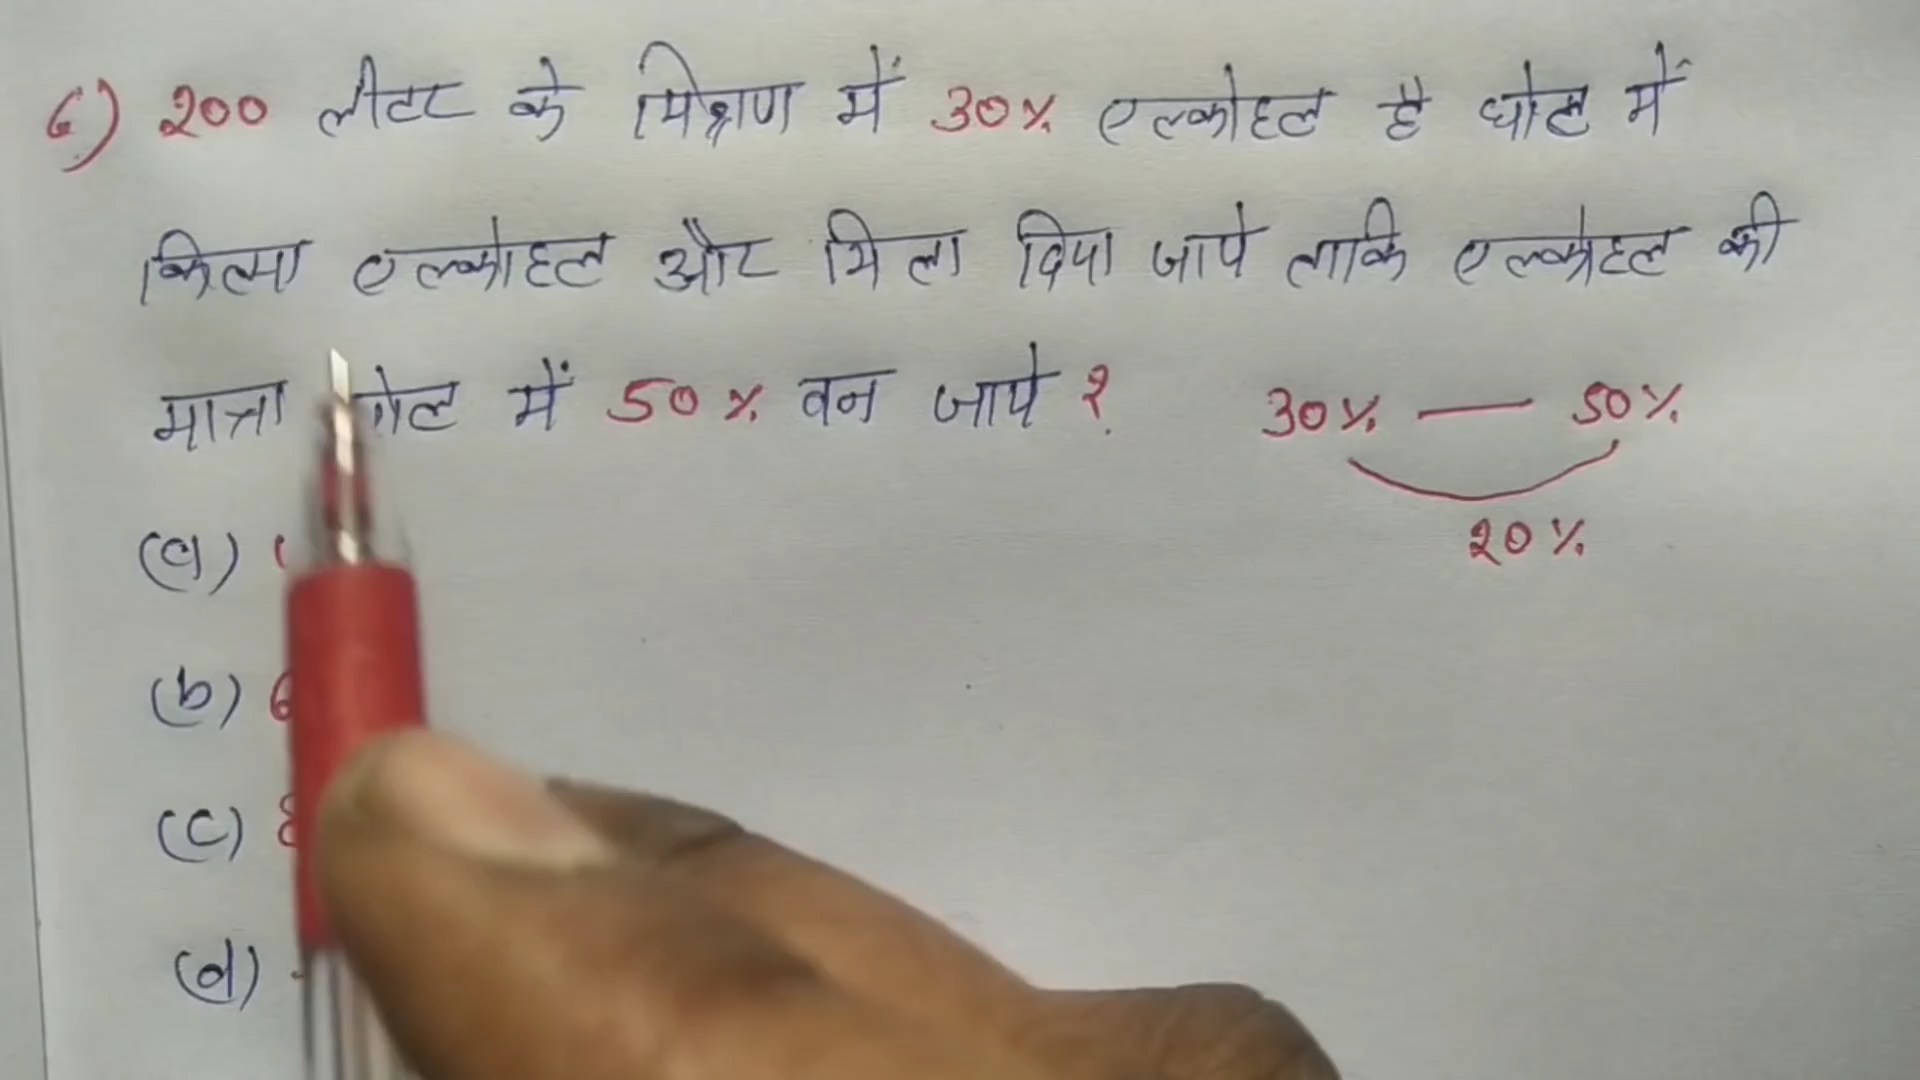 6) 200 लीटर के मिश्रण में 30% एल्कोहल है घोल में
कितना एल्कोहल और मिला दिया जाये ताकि एल्कोहल की
मात्रा घोल में 50% बन जाये ?
30% — 50%
20%
(a)
(b)
(c)
(d)